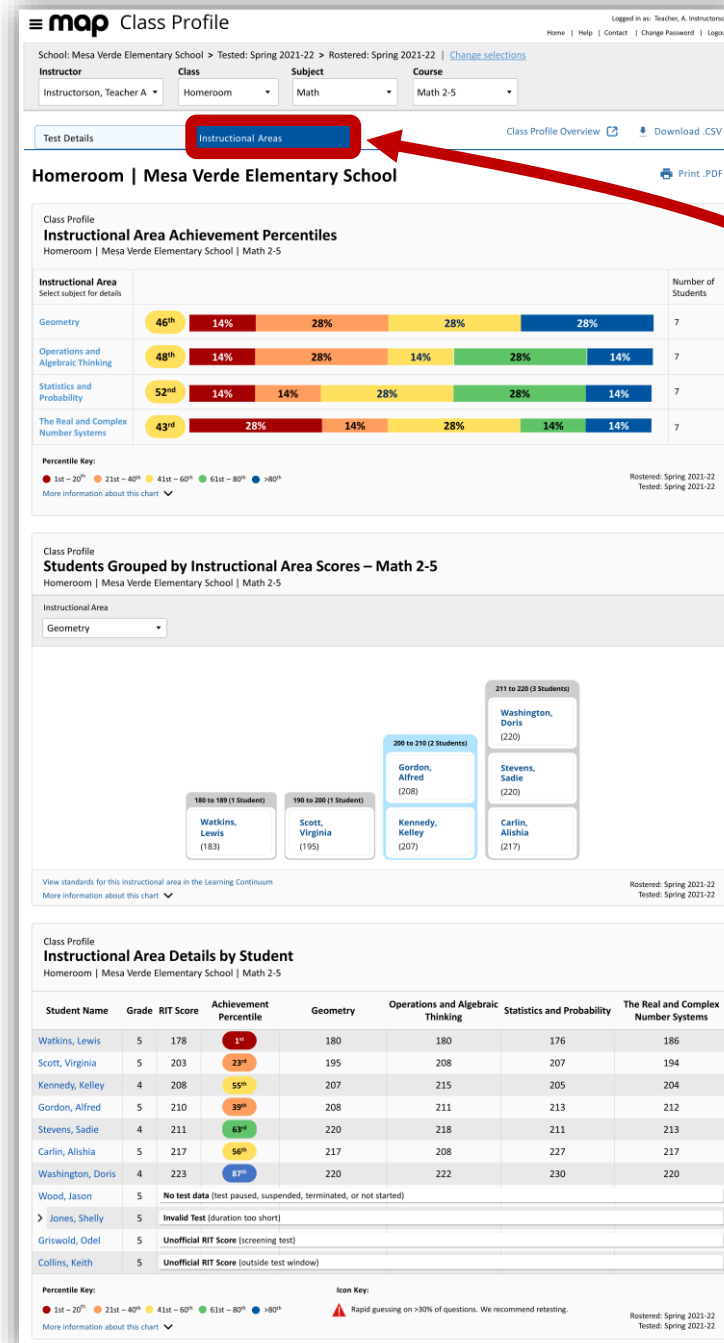 ≡ map Class Profile
Logged in as: Teacher, A. Instructorso
Home | Help | Contact | Change Password | Logou
School: Mesa Verde Elementary School > Tested: Spring 2021-22 > Rostered: Spring 2021-22 | Change selections
Instructor Class Subject Course
Instructorson, Teacher A Homeroom Math Math 2-5
Test Details Instructional Areas Class Profile Overview Download .CSV
Homeroom | Mesa Verde Elementary School Print .PDF
Class Profile
Instructional Area Achievement Percentiles
Homeroom | Mesa Verde Elementary School | Math 2-5
Instructional Area
Select subject for details
Number of
Students
Geometry 46th 14% 28% 28% 28% 7
Operations and
Algebraic Thinking
48th 14% 28% 14% 28% 14% 7
Statistics and
Probability
52nd 14% 14% 28% 28% 14% 7
The Real and Complex
Number Systems
43rd 28% 14% 28% 14% 14% 7
Percentile Key:
1st – 20th 21st – 40th 41st – 60th 61st – 80th >80th
More information about this chart
Rostered: Spring 2021-22
Tested: Spring 2021-22
Class Profile
Students Grouped by Instructional Area Scores – Math 2-5
Homeroom | Mesa Verde Elementary School | Math 2-5
Instructional Area
Geometry
180 to 189 (1 Student)
Watkins,
Lewis
(183)
190 to 200 (1 Student)
Scott,
Virginia
(195)
200 to 210 (2 Students)
Gordon,
Alfred
(208)
Kennedy,
Kelley
(207)
211 to 220 (3 Students)
Washington,
Doris
(220)
Stevens,
Sadie
(220)
Carlin,
Alishia
(217)
View standards for this instructional area in the Learning Continuum
More information about this chart
Rostered: Spring 2021-22
Tested: Spring 2021-22
Class Profile
Instructional Area Details by Student
Homeroom | Mesa Verde Elementary School | Math 2-5
Student Name Grade RIT Score Achievement Percentile Geometry Operations and Algebraic Thinking Statistics and Probability The Real and Complex Number Systems
Watkins, Lewis 5 178 1st 180 180 176 186
Scott, Virginia 5 203 23rd 195 208 207 194
Kennedy, Kelley 4 208 55th 207 215 205 204
Gordon, Alfred 5 210 39th 208 211 213 212
Stevens, Sadie 4 211 63rd 220 218 211 213
Carlin, Alishia 5 217 56th 217 208 227 217
Washington, Doris 4 223 87th 220 222 230 220
Wood, Jason 5 No test data (test paused, suspended, terminated, or not started)
> Jones, Shelly 5 Invalid Test (duration too short)
Griswold, Odel 5 Unofficial RIT Score (screening test)
Collins, Keith 5 Unofficial RIT Score (outside test window)
Percentile Key:
1st – 20th 21st – 40th 41st – 60th 61st – 80th >80th
More information about this chart
Icon Key:
Rapid guessing on >30% of questions. We recommend retesting.
Rostered: Spring 2021-22
Tested: Spring 2021-22